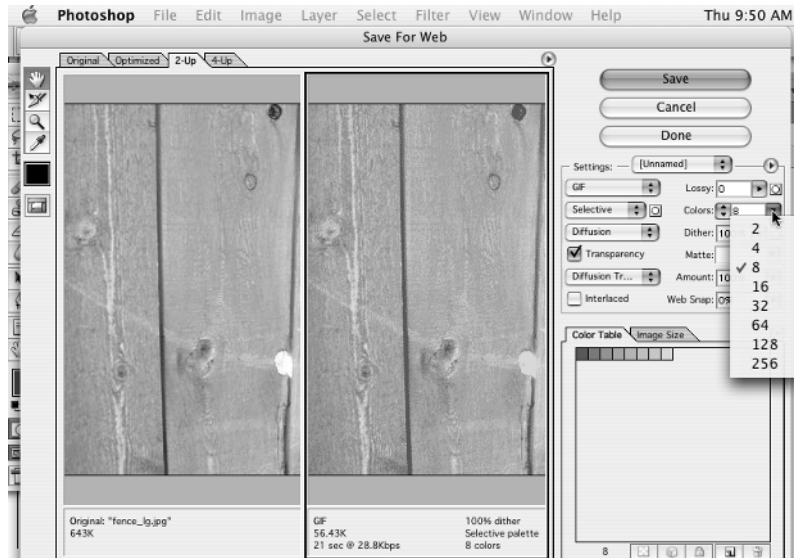 Photoshop File Edit Image Layer Select Filter View Window Help Thu 9:50 AM
Save For Web
Original Optimized 2-Up 4-Up
Save
Cancel
Done
Settings: [Unnamed]
GIF Lossy: 0
Selective Colors: 8
Diffusion Dither: 10
Transparency Matte:
Diffusion Tr... Amount: 10
Interlaced Web Snap: 0%
2
4
8
16
32
64
128
256
Color Table Image Size
Original: "fence_lg.jpg"
643K
GIF 100% dither
56.43K Selective palette
21 sec @ 28.8Kbps 8 colors
8